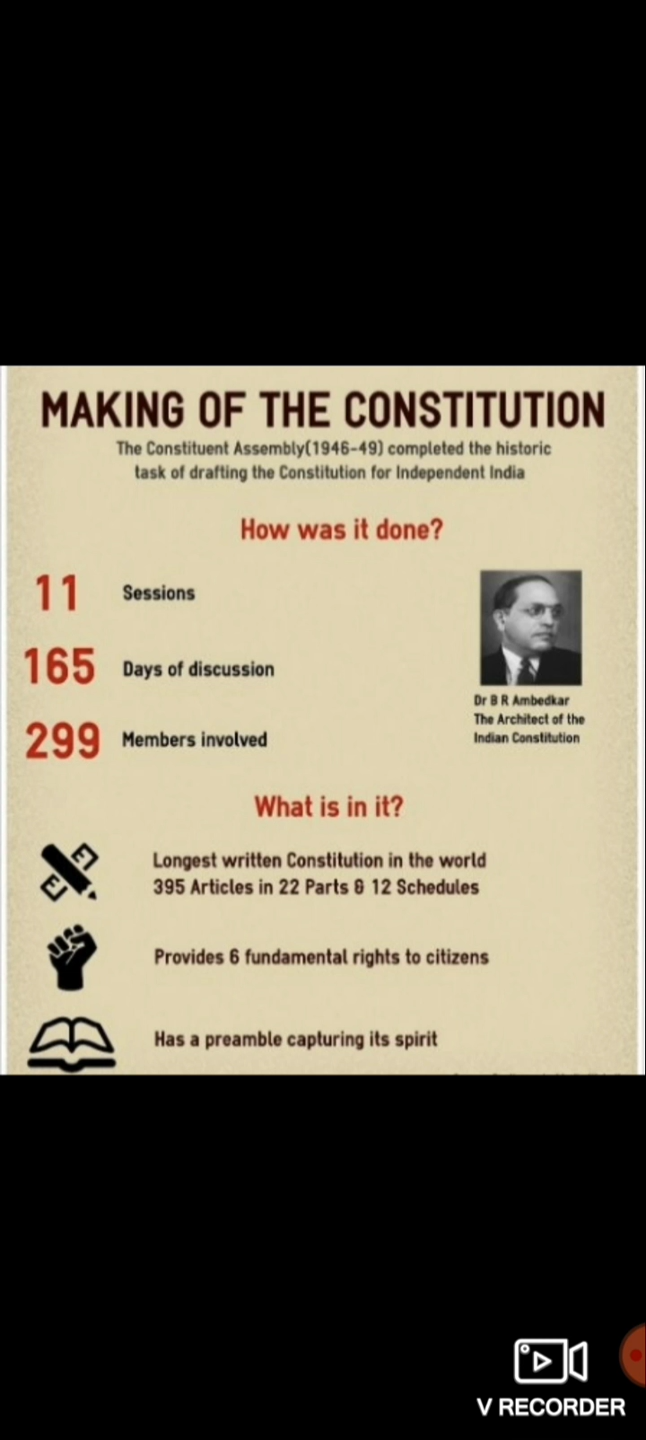 MAKING OF THE CONSTITUTION
The Constituent Assembly(1946-49) completed the historic
task of drafting the Constitution for Independent India
How was it done?
11 Sessions
165 Days of discussion
299 Members involved
Dr B R Ambedkar
The Architect of the
Indian Constitution
What is in it?
Longest written Constitution in the world
395 Articles in 22 Parts & 12 Schedules
Provides 6 fundamental rights to citizens
Has a preamble capturing its spirit
V RECORDER